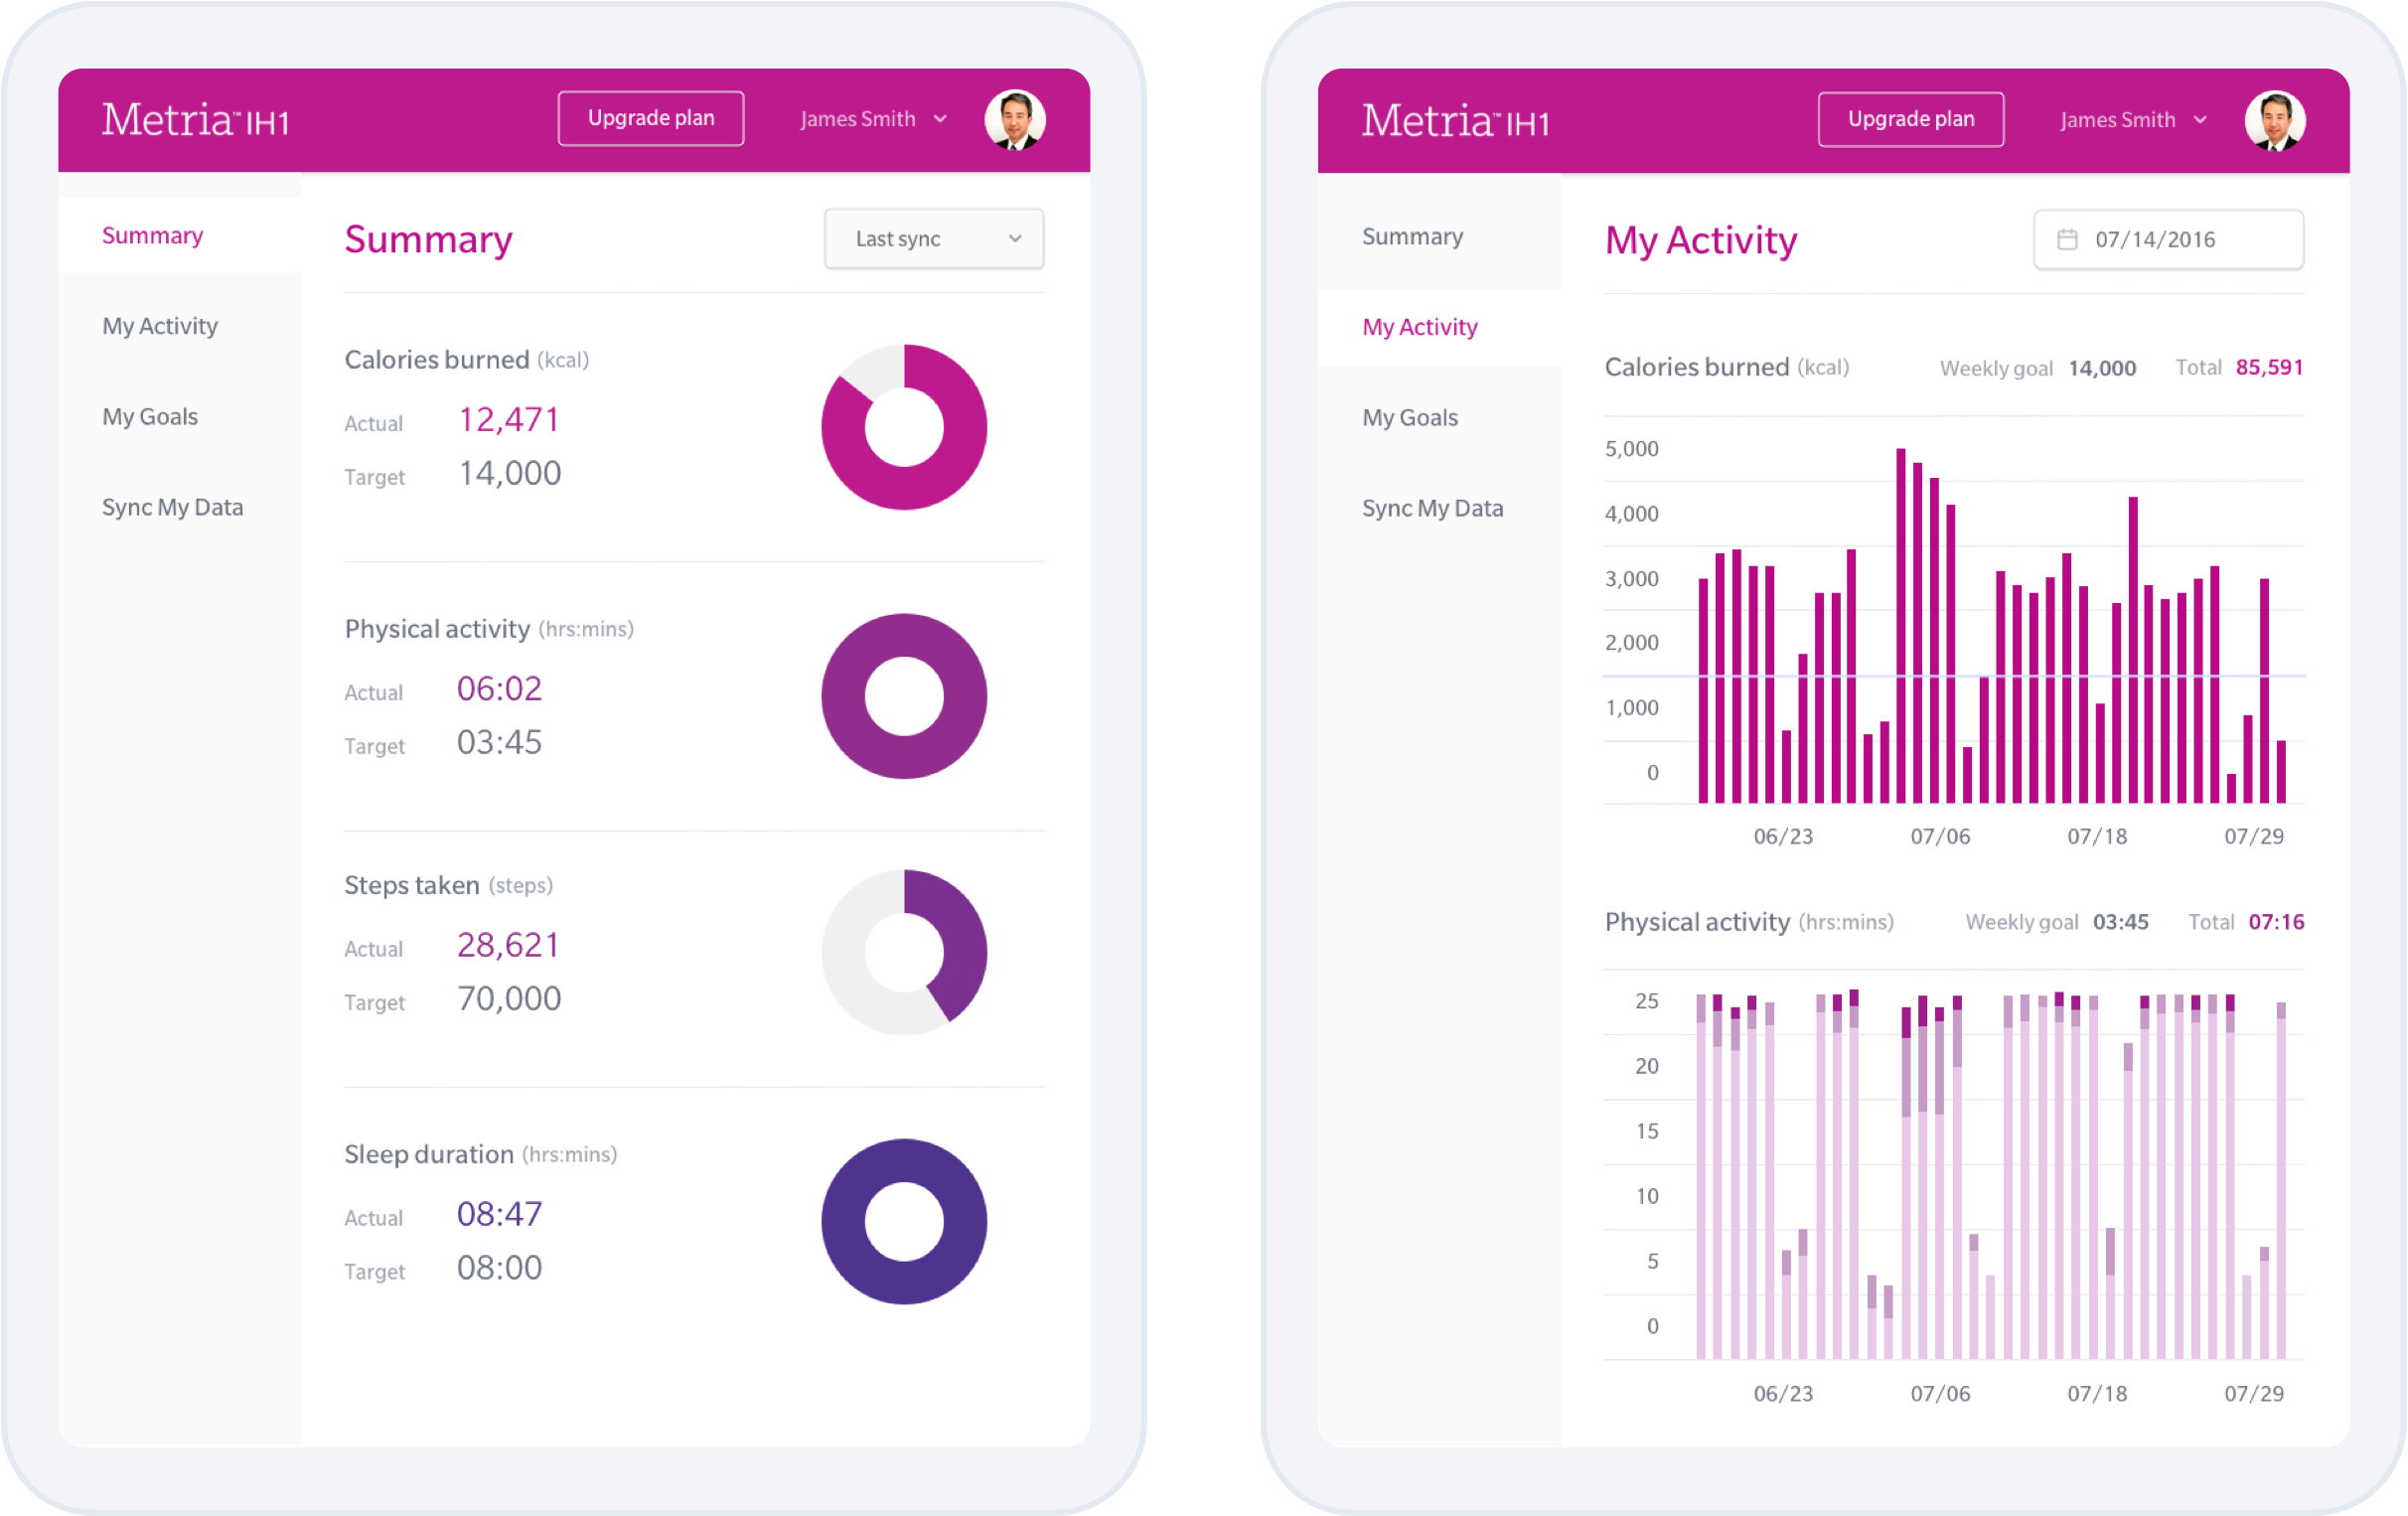 Metria™ IH1
Upgrade plan
James Smith
Summary
My Activity
My Goals
Sync My Data
Summary
Last sync
Calories burned (kcal)
Actual 12,471
Target 14,000
Physical activity (hrs:mins)
Actual 06:02
Target 03:45
Steps taken (steps)
Actual 28,621
Target 70,000
Sleep duration (hrs:mins)
Actual 08:47
Target 08:00
Metria™ IH1
Upgrade plan
James Smith
Summary
My Activity
My Goals
Sync My Data
My Activity
07/14/2016
Calories burned (kcal) Weekly goal 14,000 Total 85,591
5,000
4,000
3,000
2,000
1,000
0
06/23 07/06 07/18 07/29
Physical activity (hrs:mins) Weekly goal 03:45 Total 07:16
25
20
15
10
5
0
06/23 07/06 07/18 07/29